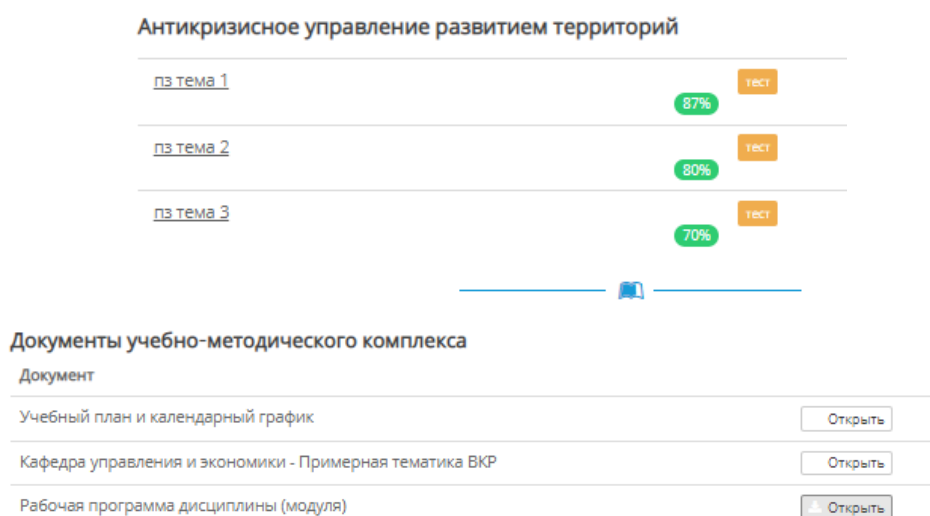 Антикризисное управление развитием территорий
пз тема 1
тест
87%
пз тема 2
тест
80%
пз тема 3
тест
70%
Документы учебно-методического комплекса
Документ
Учебный план и календарный график
Открыть
Кафедра управления и экономики - Примерная тематика ВКР
Открыть
Рабочая программа дисциплины (модуля)
Открыть